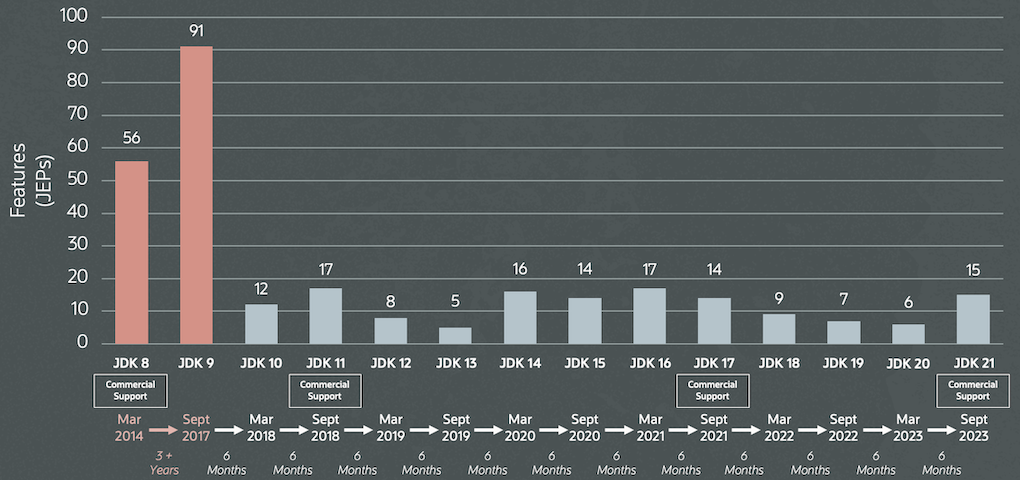 100
90
80
70
60
50
40
30
20
10
0
Features
(JEPs)
56
91
12
17
8
5
16
14
17
14
9
7
6
15
JDK 8 JDK 9 JDK 10 JDK 11 JDK 12 JDK 13 JDK 14 JDK 15 JDK 16 JDK 17 JDK 18 JDK 19 JDK 20 JDK 21
Commercial Commercial Commercial Commercial
Support Support Support Support
Mar Sept Mar Sept Mar Sept Mar Sept Mar Sept Mar Sept Mar Sept
2014 2017 2018 2018 2019 2019 2020 2020 2021 2021 2022 2022 2023 2023
3 + 6 6 6 6 6 6 6 6 6 6 6 6
Years Months Months Months Months Months Months Months Months Months Months Months Months